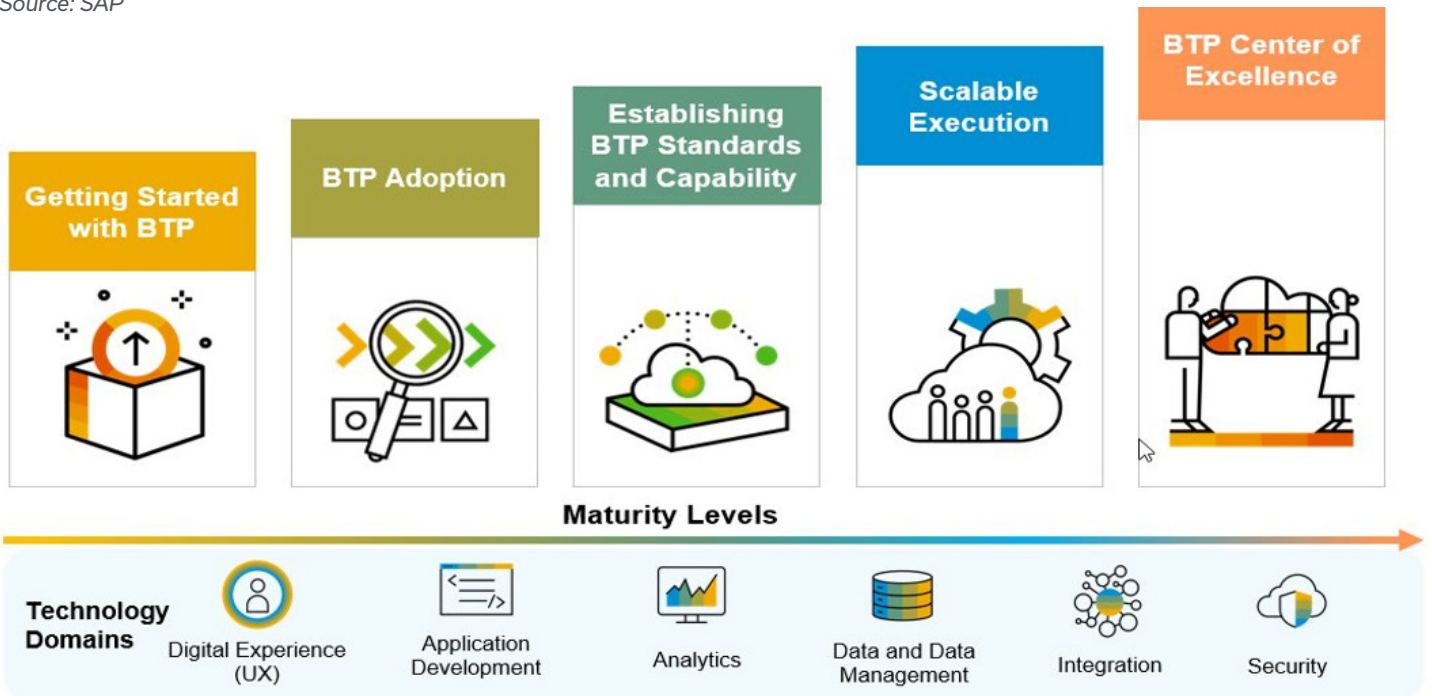 Source: SAP
Getting Started
with BTP
BTP Adoption
Establishing
BTP Standards
and Capability
Scalable
Execution
BTP Center of
Excellence
Maturity Levels
Technology
Domains
Digital Experience
(UX)
Application
Development
Analytics
Data and Data
Management
Integration
Security